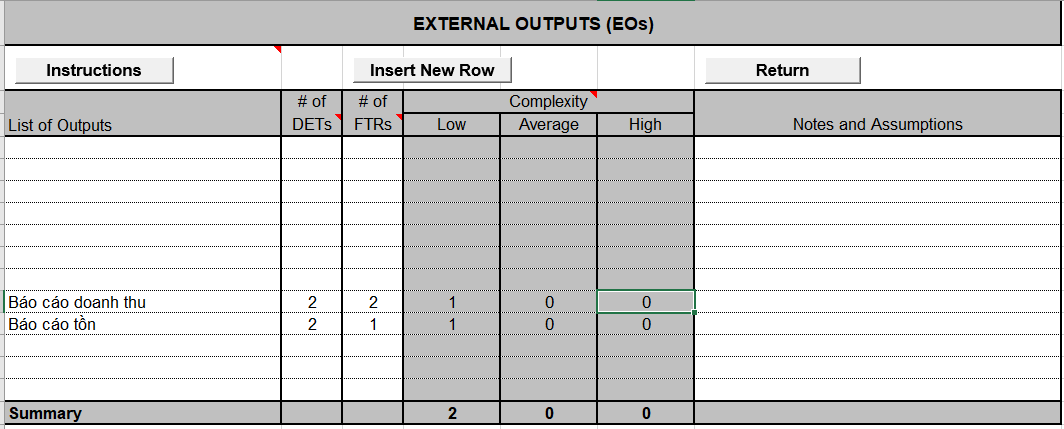 EXTERNAL OUTPUTS (EOs)
Instructions Insert New Row Return
# of # of Complexity
List of Outputs DETs FTRs Low Average High Notes and Assumptions
Báo cáo doanh thu 2 2 1 0 0
Báo cáo tồn 2 1 1 0 0
Summary 2 0 0